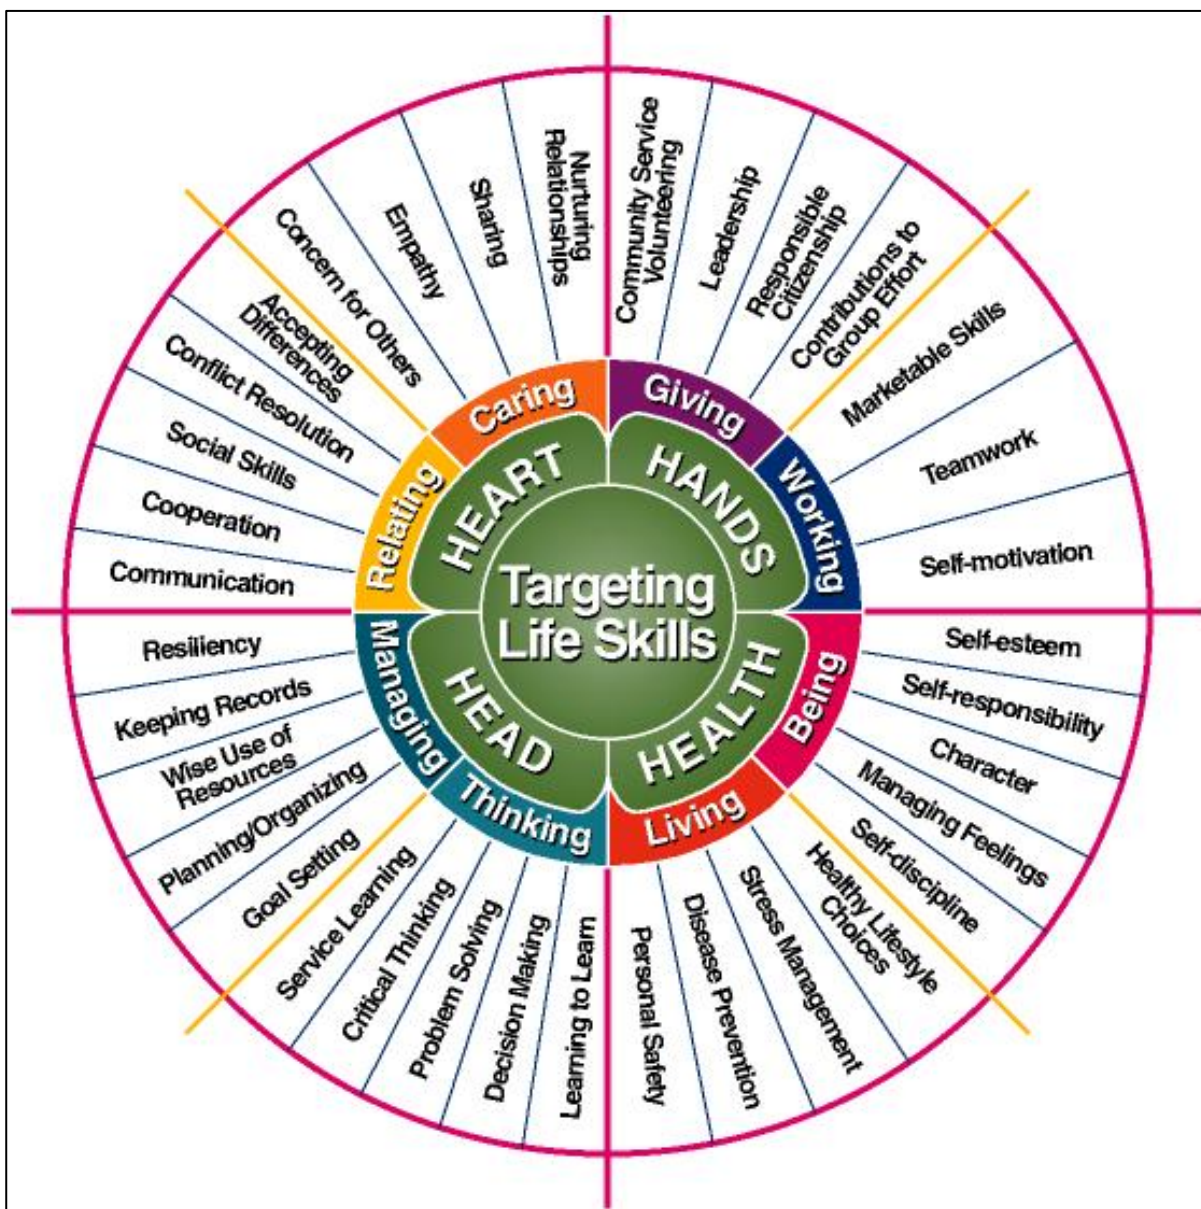 Targeting
Life Skills
HEART
HANDS
HEALTH
HEAD
Caring
Giving
Working
Being
Living
Thinking
Managing
Relating
Nurturing
Relationships
Sharing
Empathy
Concern for Others
Accepting
Differences
Conflict Resolution
Social Skills
Cooperation
Communication
Community Service
Volunteering
Leadership
Responsible
Citizenship
Contributions to
Group Effort
Marketable Skills
Teamwork
Self-motivation
Self-esteem
Self-responsibility
Character
Managing Feelings
Self-discipline
Healthy Lifestyle
Choices
Stress Management
Disease Prevention
Personal Safety
Learning to Learn
Decision Making
Problem Solving
Critical Thinking
Service Learning
Goal Setting
Planning/Organizing
Wise Use of
Resources
Keeping Records
Resiliency